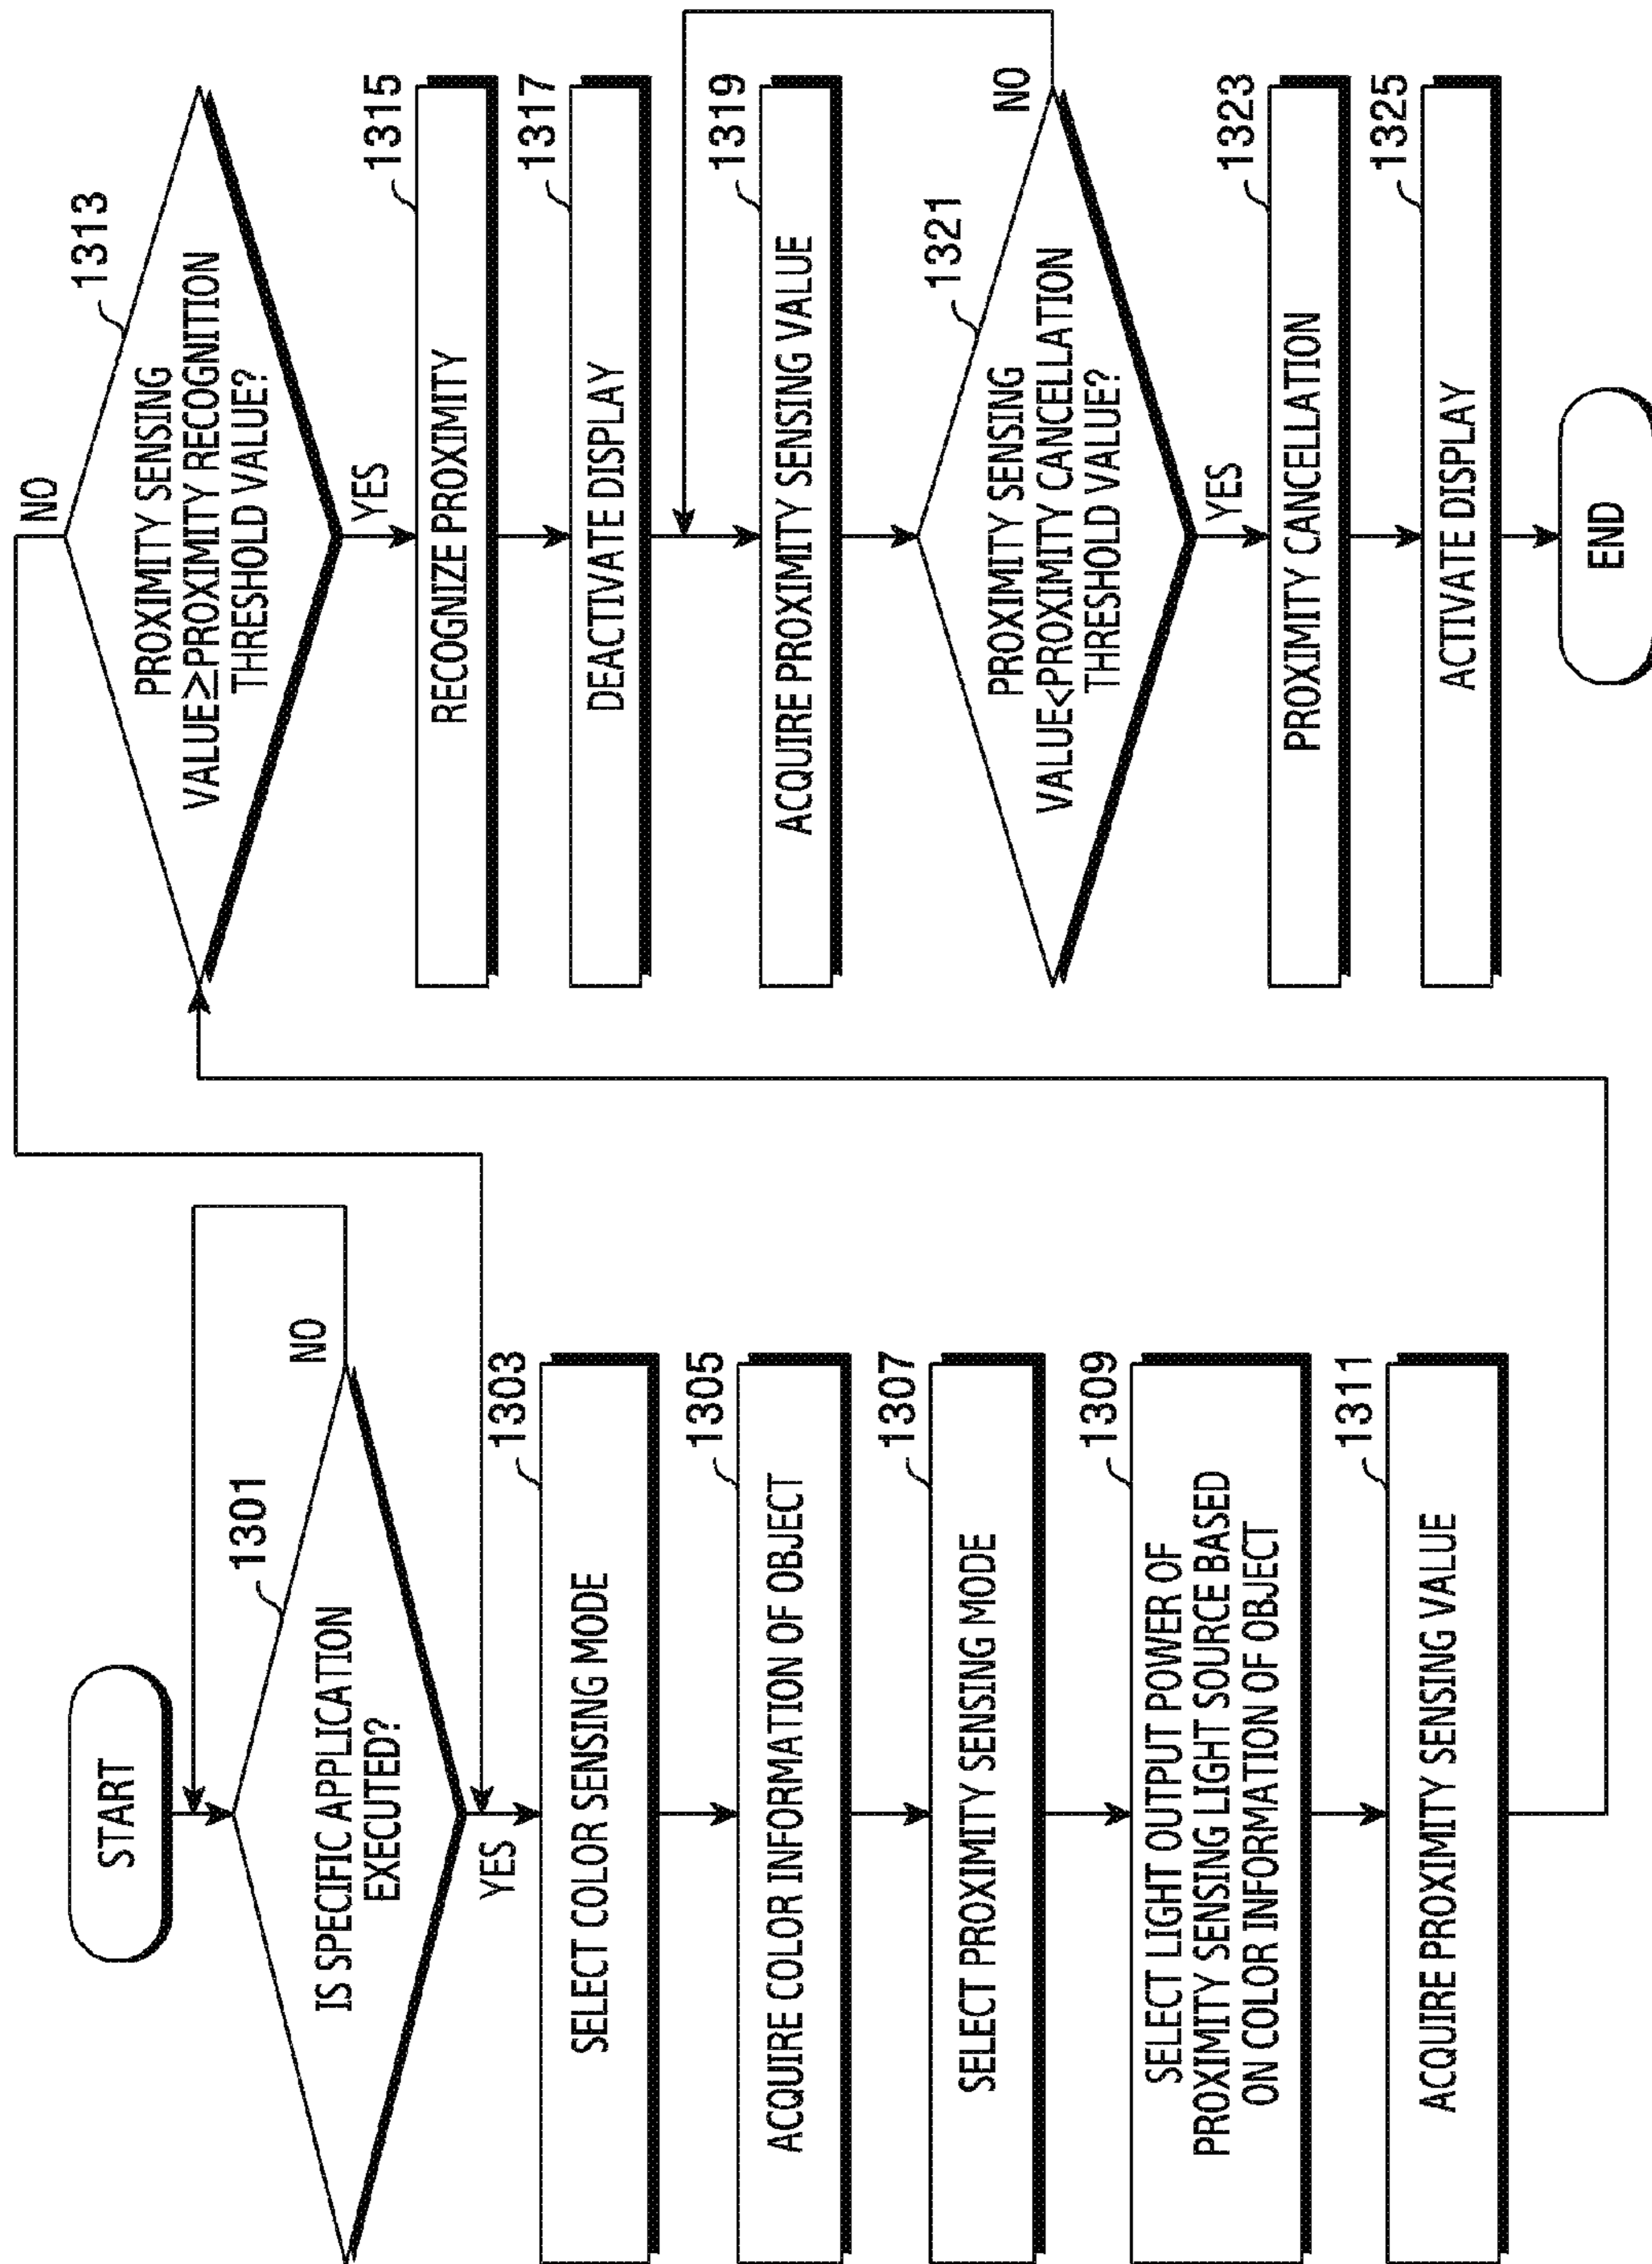 START
1301
IS SPECIFIC APPLICATION
EXECUTED?
NO
YES
1303
SELECT COLOR SENSING MODE
1305
ACQUIRE COLOR INFORMATION OF OBJECT
1307
SELECT PROXIMITY SENSING MODE
1309
SELECT LIGHT OUTPUT POWER OF
PROXIMITY SENSING LIGHT SOURCE BASED
ON COLOR INFORMATION OF OBJECT
1311
ACQUIRE PROXIMITY SENSING VALUE
NO
1313
PROXIMITY SENSING
VALUE≥PROXIMITY RECOGNITION
THRESHOLD VALUE?
YES
1315
RECOGNIZE PROXIMITY
1317
DEACTIVATE DISPLAY
1319
ACQUIRE PROXIMITY SENSING VALUE
1321
PROXIMITY SENSING
VALUE<PROXIMITY CANCELLATION
THRESHOLD VALUE?
NO
YES
1323
PROXIMITY CANCELLATION
1325
ACTIVATE DISPLAY
END